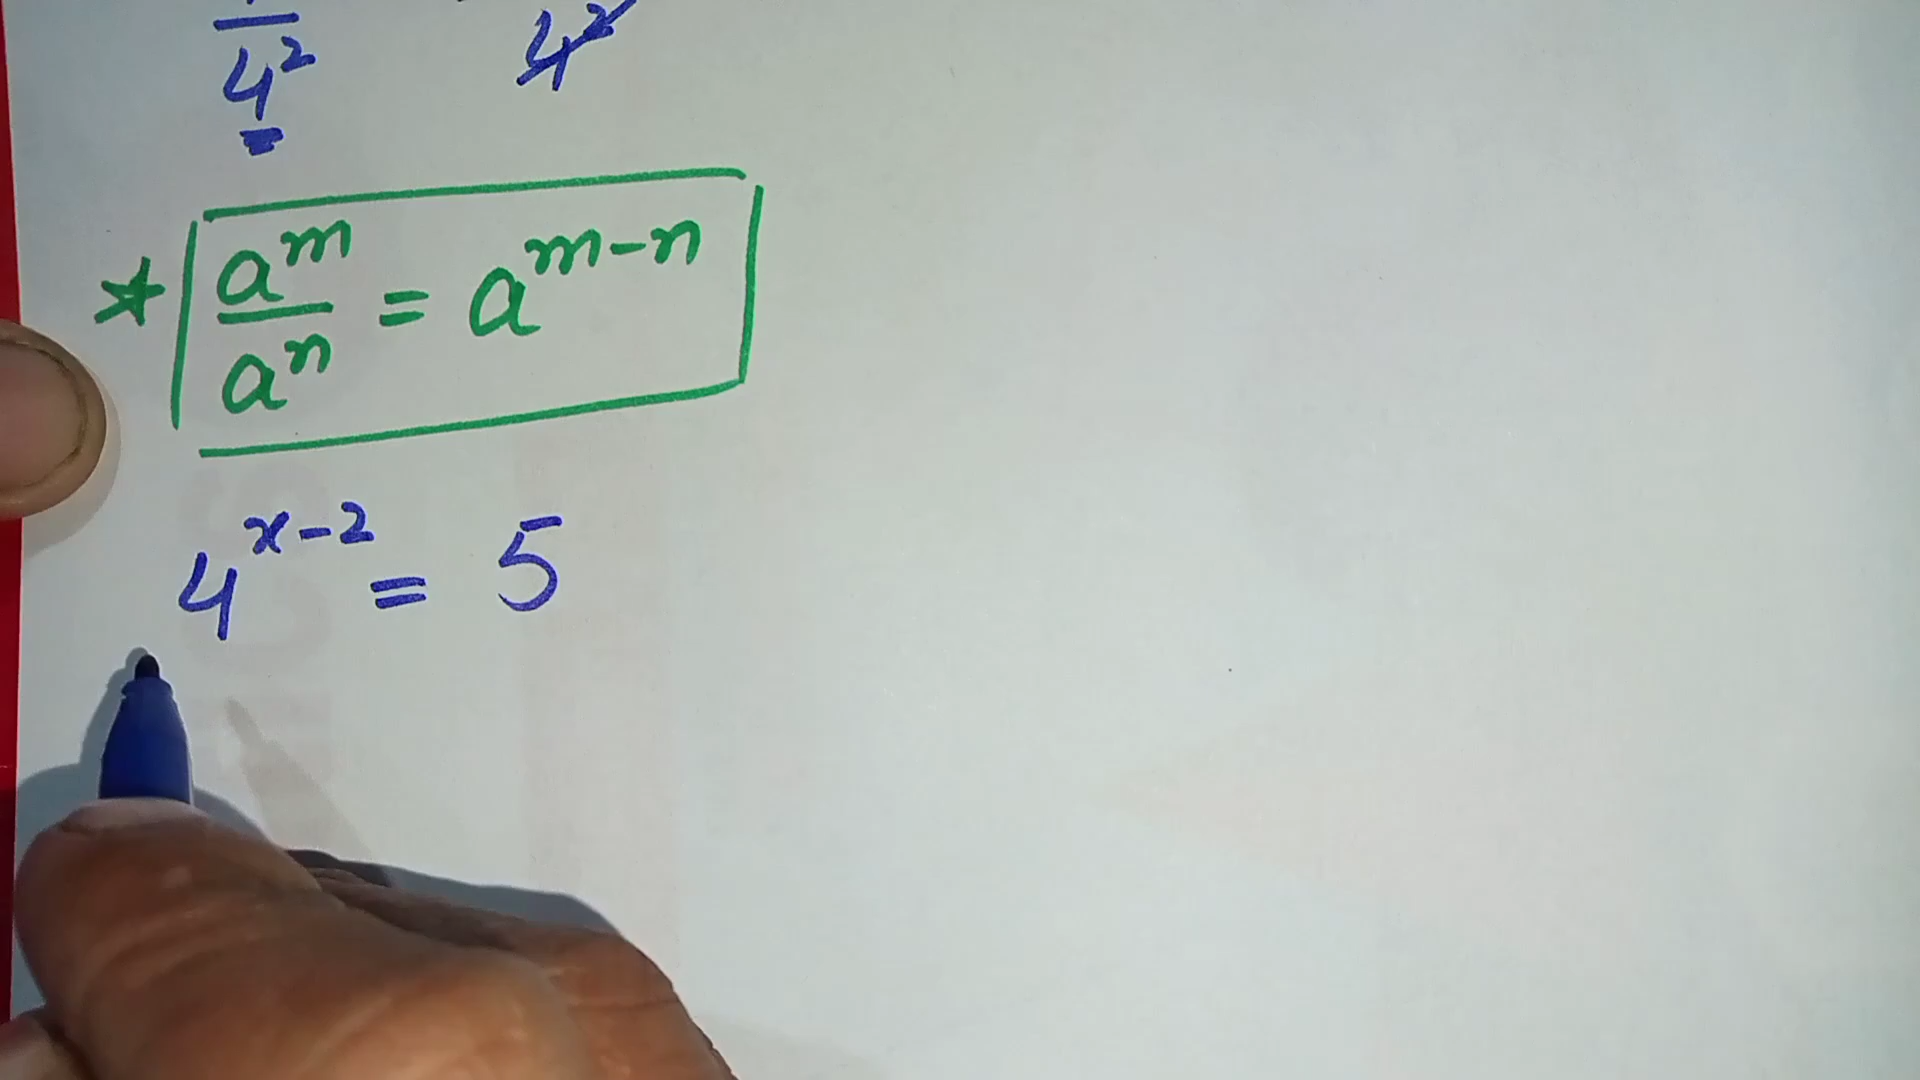 4² 4²
* aᵐ/aⁿ = aᵐ⁻ⁿ
4ˣ⁻² = 5